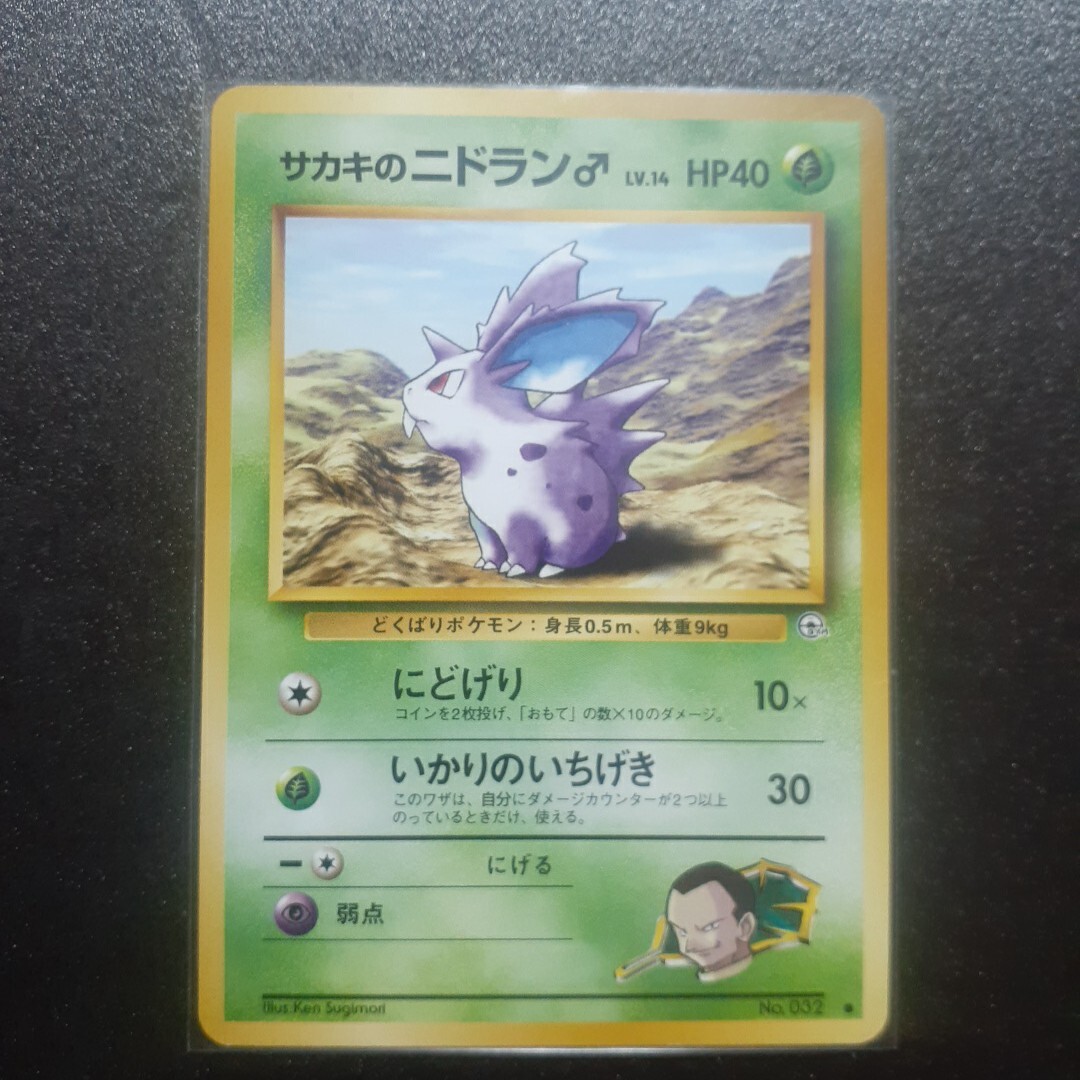 サカキのニドラン♂ LV.14 HP40
どくばりポケモン：身長0.5m、体重9kg
GYM
にどげり 10×
コインを2枚投げ、「おもて」の数×10のダメージ。
いかりのいちげき 30
このワザは、自分にダメージカウンターが2つ以上
のっているときだけ、使える。
にげる
弱点
Illus. Ken Sugimori No. 032 ●